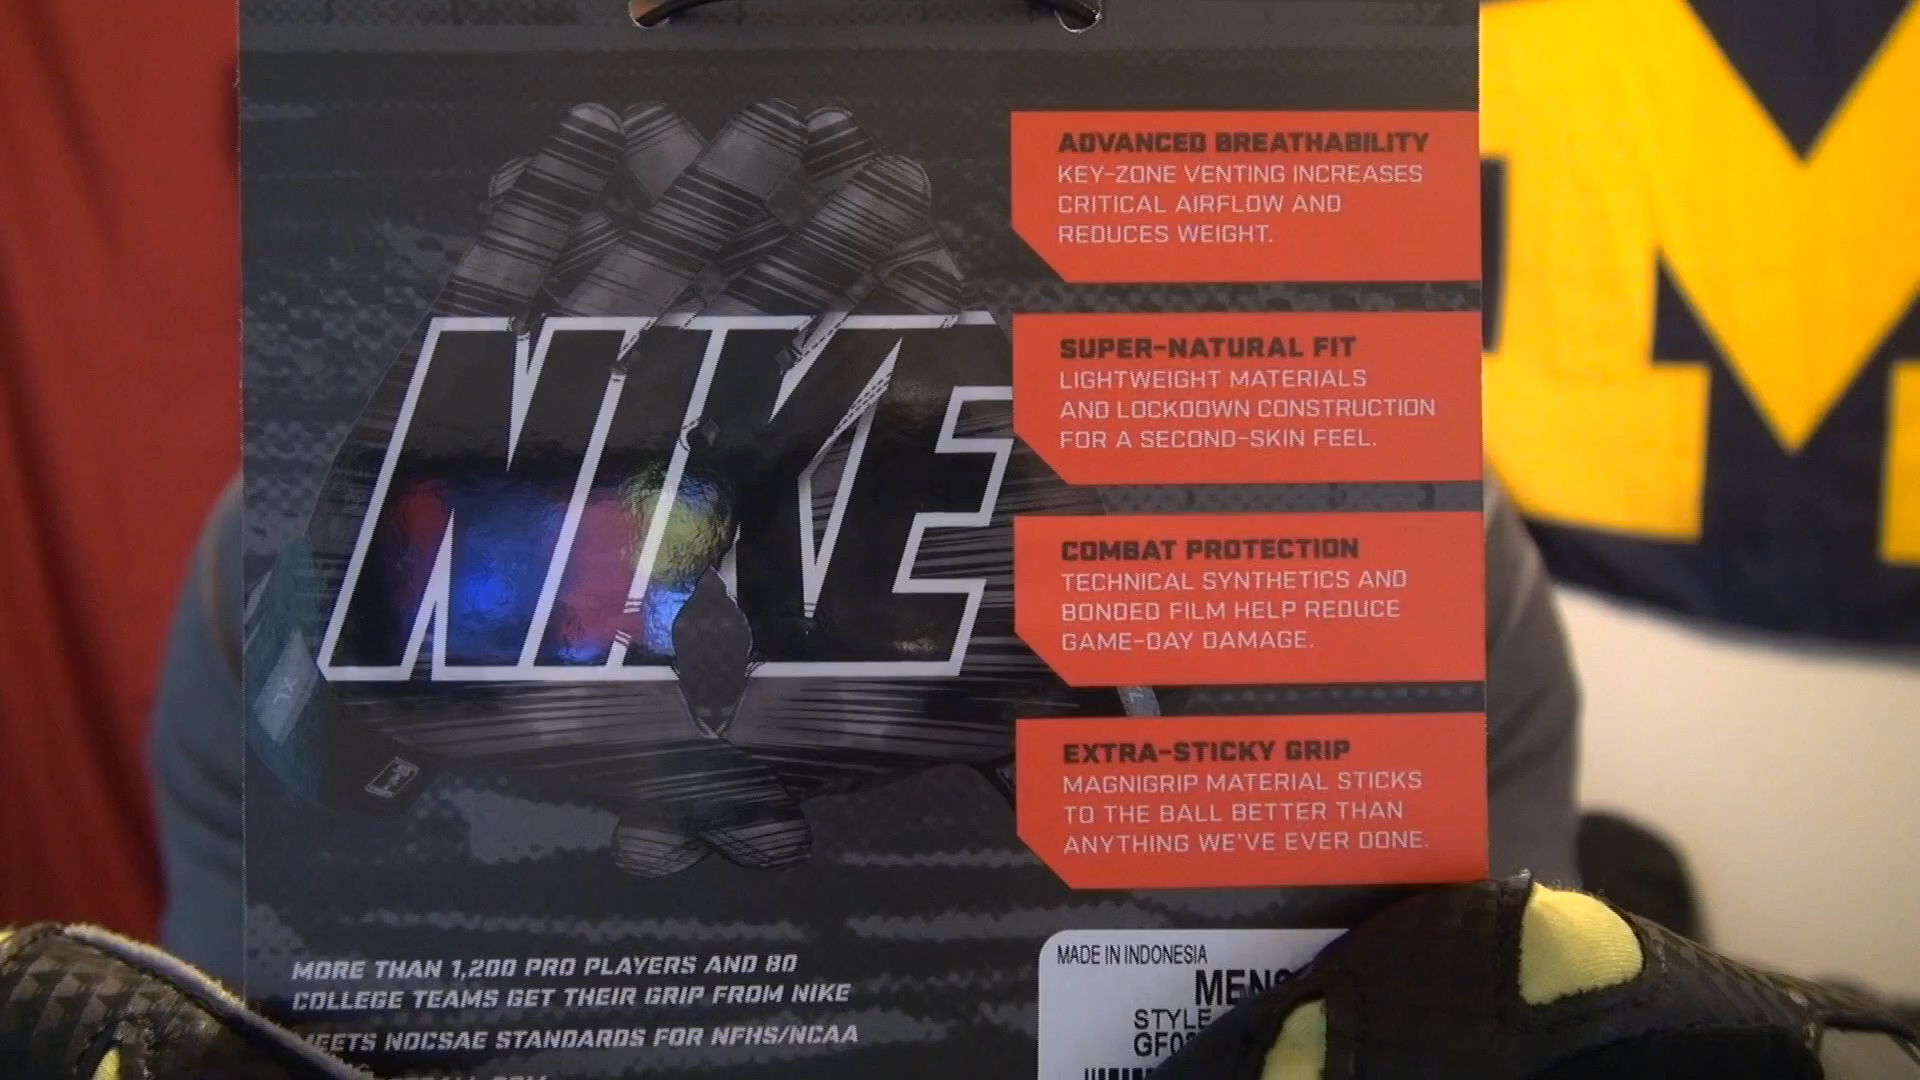 NIKE
ADVANCED BREATHABILITY
KEY-ZONE VENTING INCREASES
CRITICAL AIRFLOW AND
REDUCES WEIGHT.
SUPER-NATURAL FIT
LIGHTWEIGHT MATERIALS
AND LOCKDOWN CONSTRUCTION
FOR A SECOND-SKIN FEEL.
COMBAT PROTECTION
TECHNICAL SYNTHETICS AND
BONDED FILM HELP REDUCE
GAME-DAY DAMAGE.
EXTRA-STICKY GRIP
MAGNIGRIP MATERIAL STICKS
TO THE BALL BETTER THAN
ANYTHING WE'VE EVER DONE.
MORE THAN 1,200 PRO PLAYERS AND 80
COLLEGE TEAMS GET THEIR GRIP FROM NIKE
MEETS NOCSAE STANDARDS FOR NFHS/NCAA
MADE IN INDONESIA
MENS
STYLE
XL
M